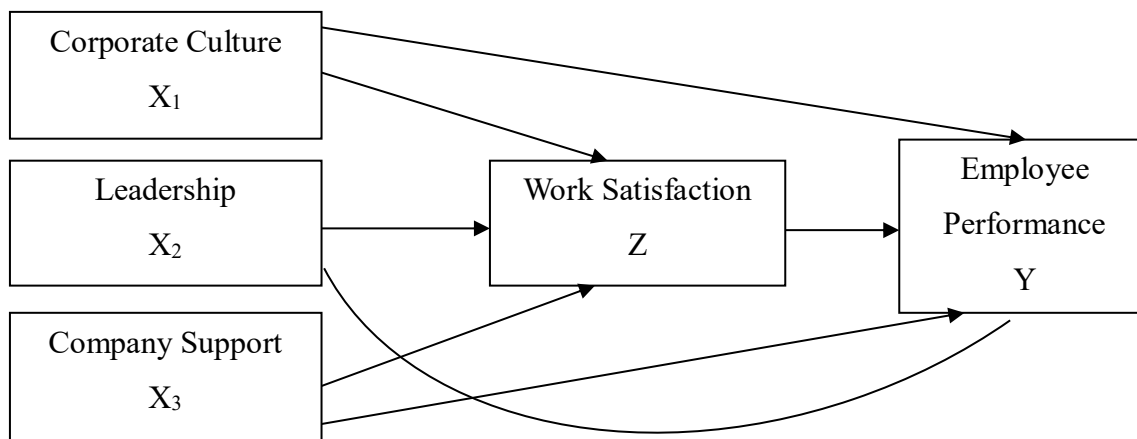 Corporate Culture
X₁
Leadership
X₂
Company Support
X₃
Work Satisfaction
Z
Employee
Performance
Y